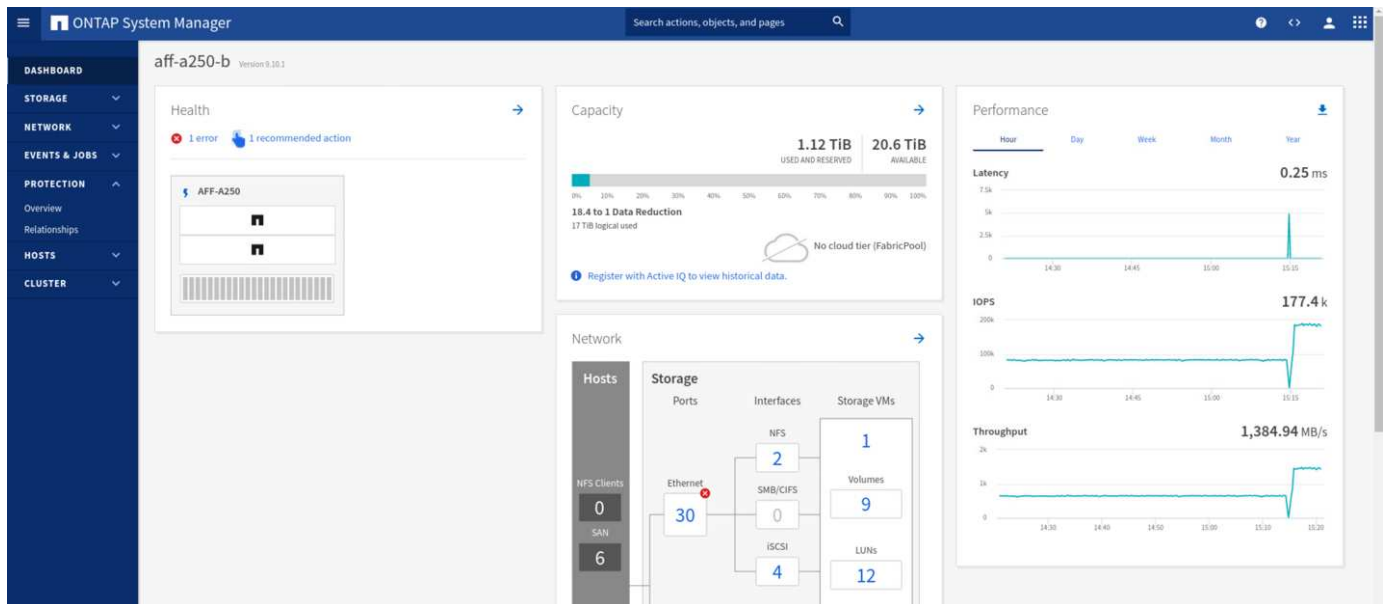 ONTAP System Manager
Search actions, objects, and pages
DASHBOARD
STORAGE
NETWORK
EVENTS & JOBS
PROTECTION
Overview
Relationships
HOSTS
CLUSTER
aff-a250-b Version 9.10.1
Health
1 error 1 recommended action
AFF-A250
Capacity
1.12 TiB 20.6 TiB
USED AND RESERVED AVAILABLE
0% 10% 20% 30% 40% 50% 60% 70% 80% 90% 100%
18.4 to 1 Data Reduction
17 TiB logical used
No cloud tier (FabricPool)
Register with Active IQ to view historical data.
Network
Hosts Storage
Ports Interfaces Storage VMs
NFS
2
1
NFS Clients Ethernet
0 30
SMB/CIFS
0
Volumes
9
SAN
6
iSCSI
4
LUNs
12
Performance
Hour Day Week Month Year
Latency 0.25 ms
7.5k
5k
2.5k
0
14:30 14:45 15:00 15:15
IOPS 177.4 k
200k
100k
0
14:30 14:45 15:00 15:15
Throughput 1,384.94 MB/s
2k
1k
0
14:30 14:40 14:50 15:00 15:10 15:20